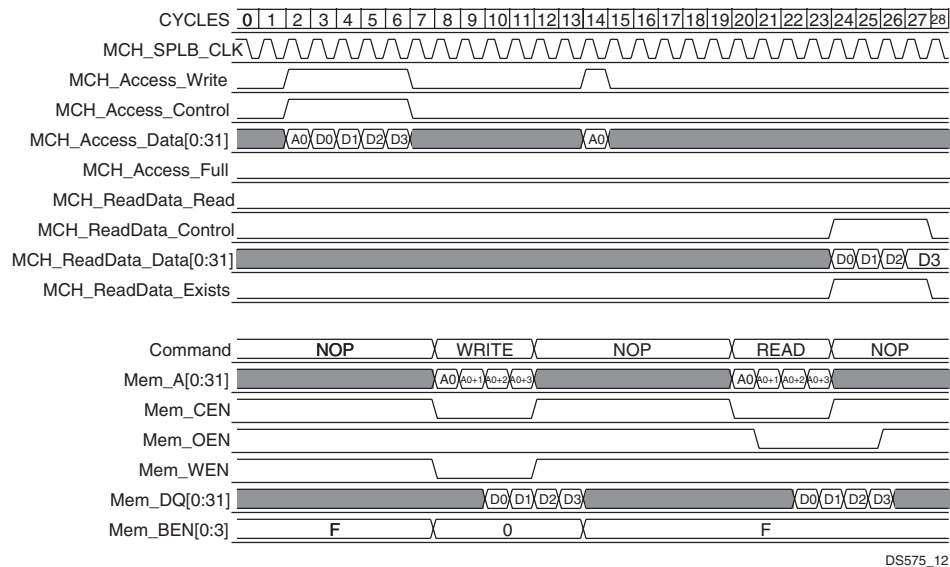 CYCLES 0 1 2 3 4 5 6 7 8 9 10 11 12 13 14 15 16 17 18 19 20 21 22 23 24 25 26 27 28
MCH_SPLB_CLK
MCH_Access_Write
MCH_Access_Control
MCH_Access_Data[0:31] A0 D0 D1 D2 D3 A0
MCH_Access_Full
MCH_ReadData_Read
MCH_ReadData_Control
MCH_ReadData_Data[0:31] D0 D1 D2 D3
MCH_ReadData_Exists
Command NOP WRITE NOP READ NOP
Mem_A[0:31] A0 A0+1 A0+2 A0+3 A0 A0+1 A0+2 A0+3
Mem_CEN
Mem_OEN
Mem_WEN
Mem_DQ[0:31] D0 D1 D2 D3 D0 D1 D2 D3
Mem_BEN[0:3] F 0 F
DS575_12